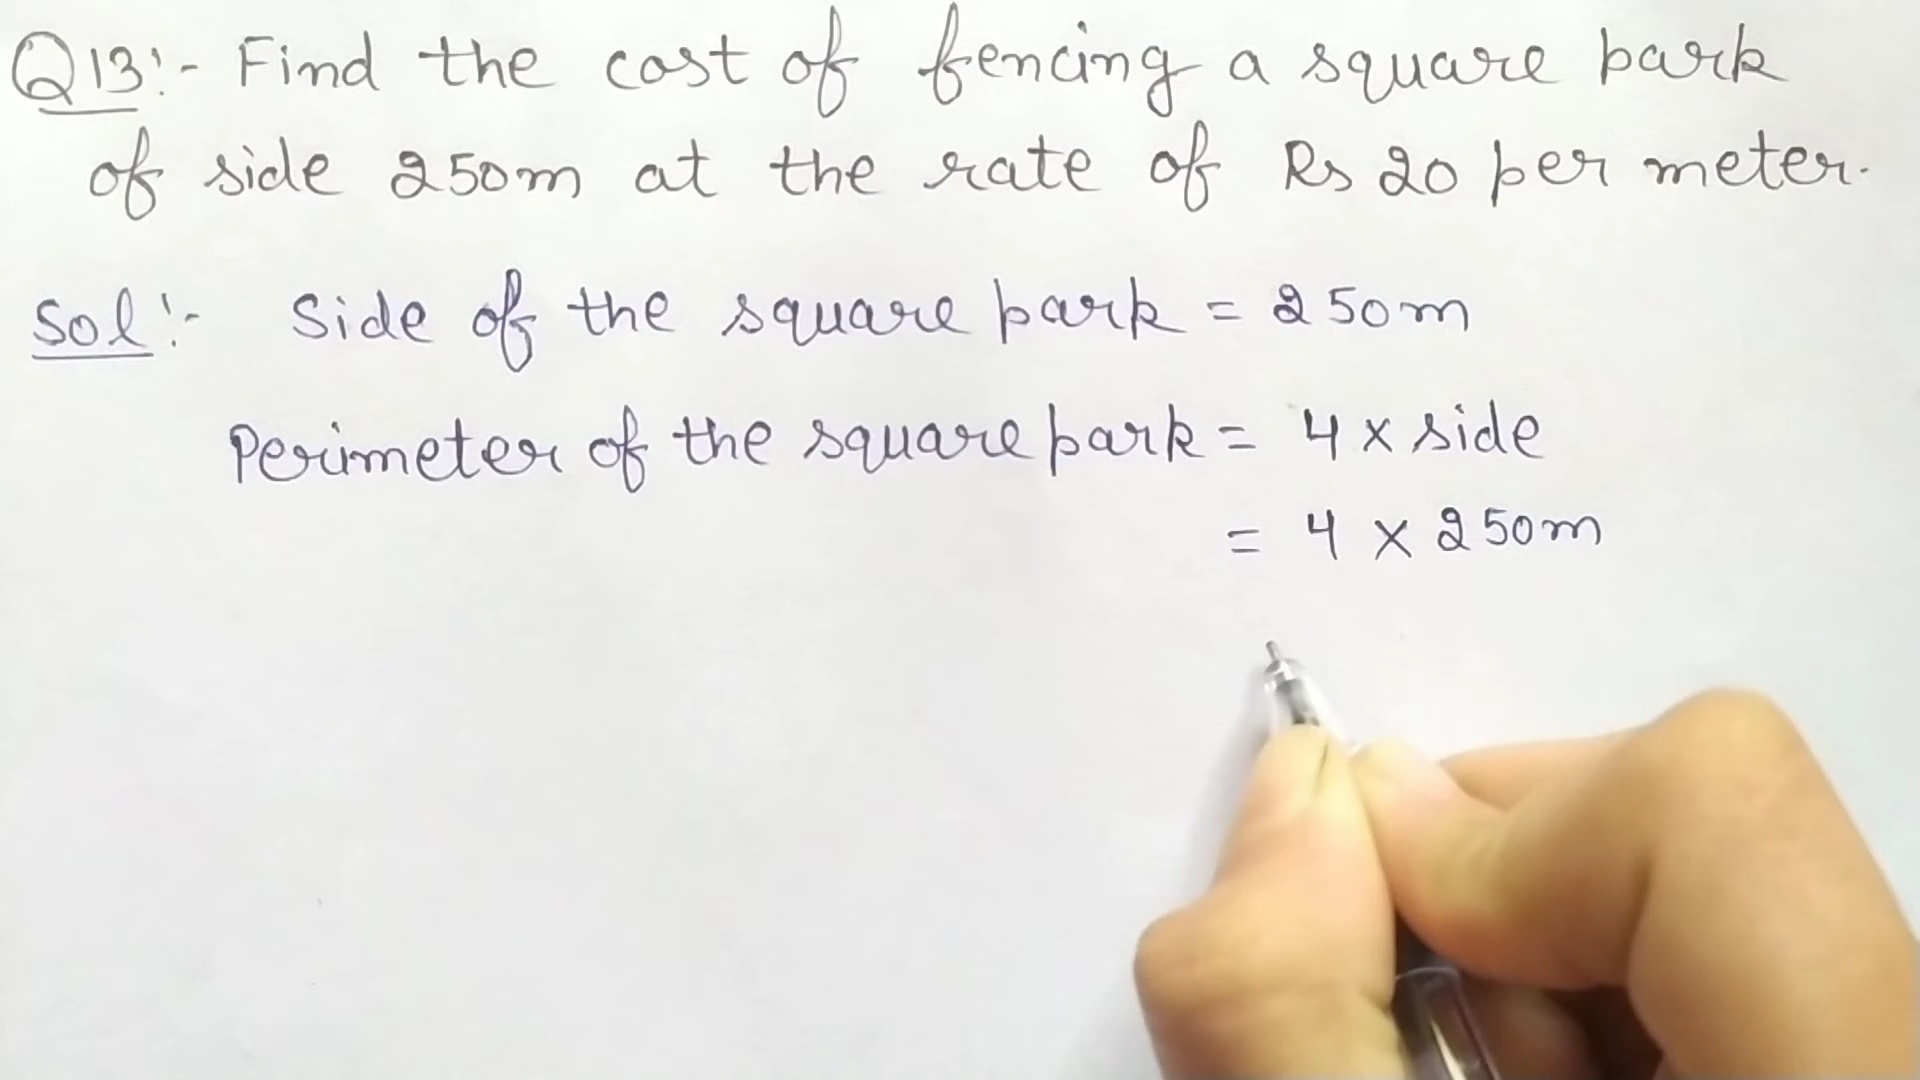 Q13:- Find the cost of fencing a square park
of side 250m at the rate of Rs 20 per meter.
Sol:- Side of the square park = 250m
Perimeter of the square park = 4 × side
= 4 × 250m